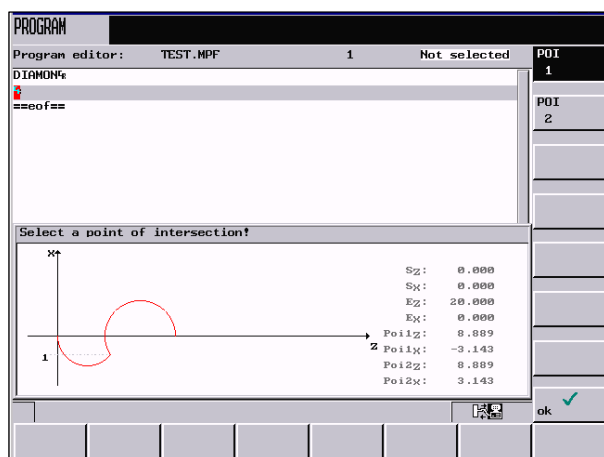 PROGRAM
Program editor: TEST.MPF 1 Not selected
DIAMON
==eof==
POI
1
POI
2
Select a point of intersection!
X
Z
1
SZ: 0.000
SX: 0.000
EZ: 20.000
EX: 0.000
Poi1Z: 8.889
Poi1X: -3.143
Poi2Z: 8.889
Poi2X: 3.143
ok